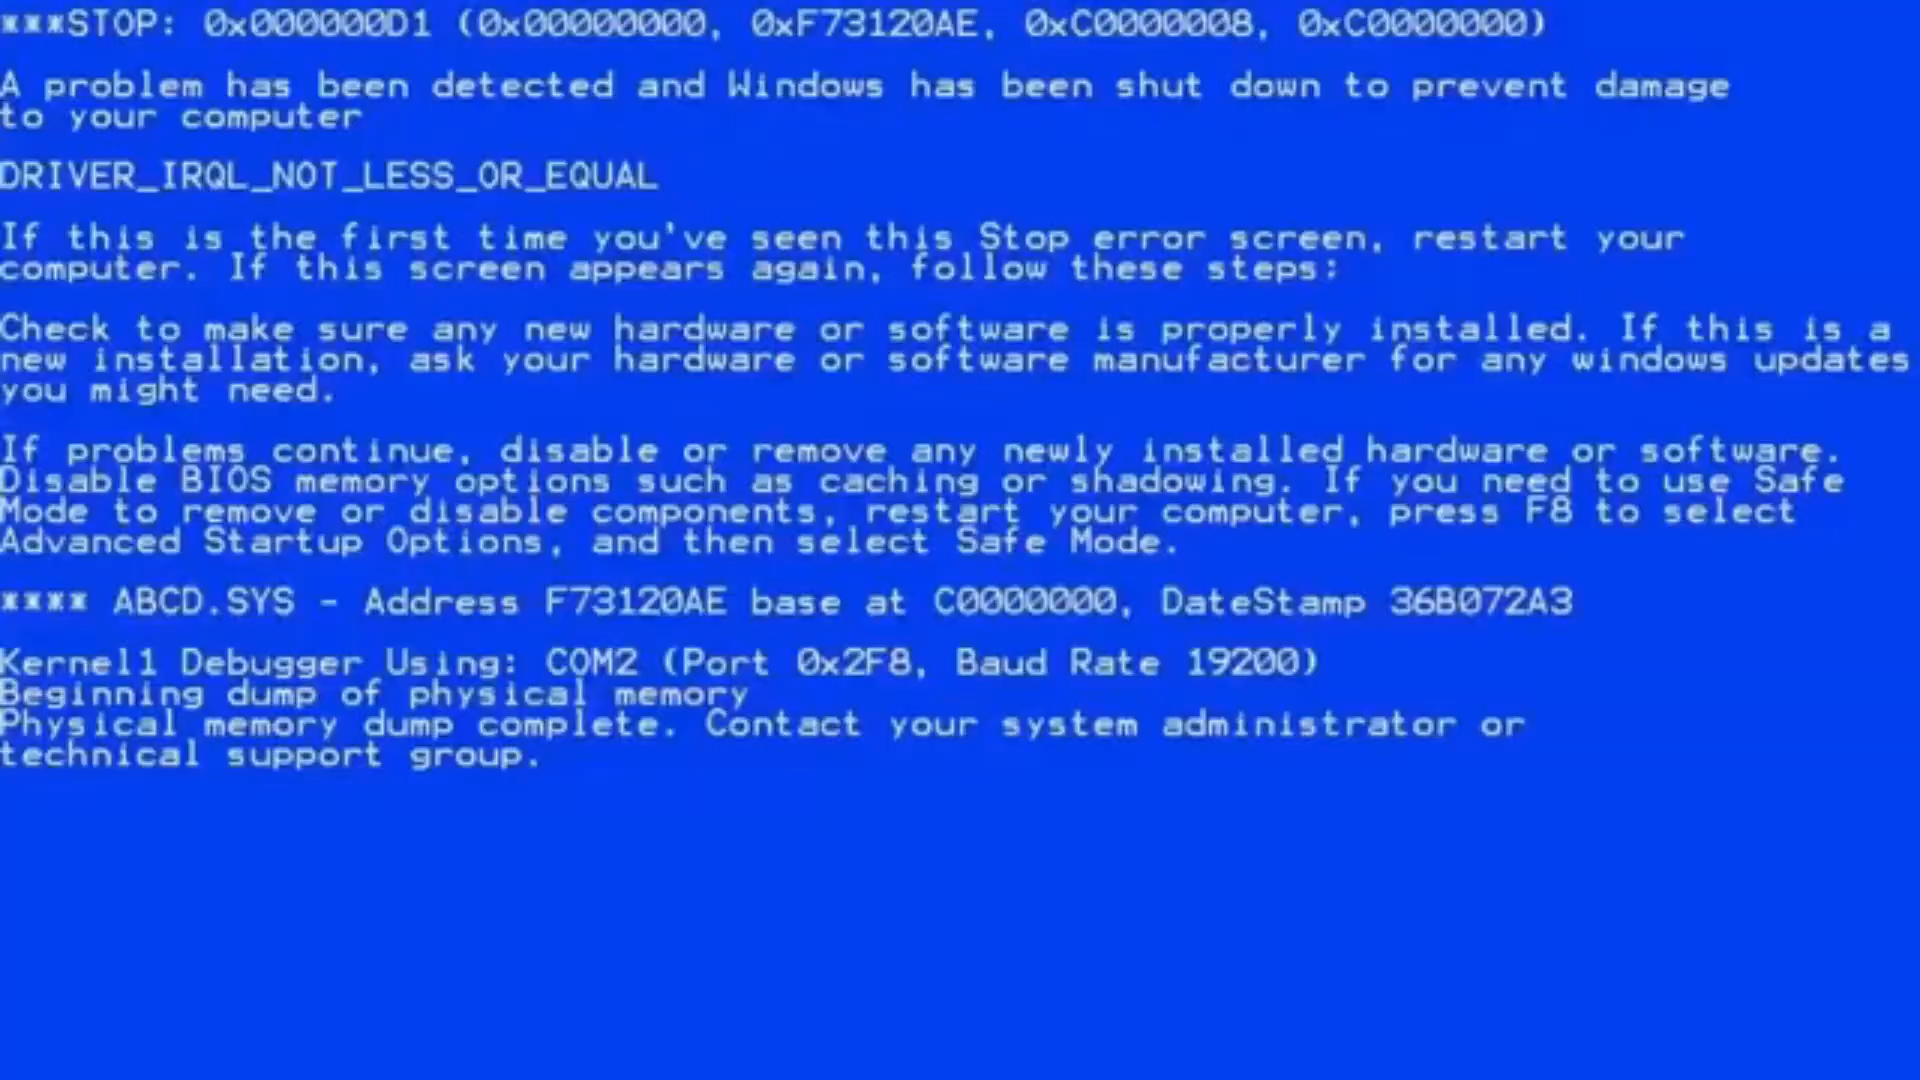 ***STOP: 0x000000D1 (0x00000000, 0xF73120AE, 0xC0000008, 0xC0000000)
A problem has been detected and Windows has been shut down to prevent damage
to your computer
DRIVER_IRQL_NOT_LESS_OR_EQUAL
If this is the first time you've seen this Stop error screen, restart your
computer. If this screen appears again, follow these steps:
Check to make sure any new hardware or software is properly installed. If this is a
new installation, ask your hardware or software manufacturer for any windows updates
you might need.
If problems continue, disable or remove any newly installed hardware or software.
Disable BIOS memory options such as caching or shadowing. If you need to use Safe
Mode to remove or disable components, restart your computer, press F8 to select
Advanced Startup Options, and then select Safe Mode.
**** ABCD.SYS - Address F73120AE base at C0000000, DateStamp 36B072A3
Kernel1 Debugger Using: COM2 (Port 0x2F8, Baud Rate 19200)
Beginning dump of physical memory
Physical memory dump complete. Contact your system administrator or
technical support group.